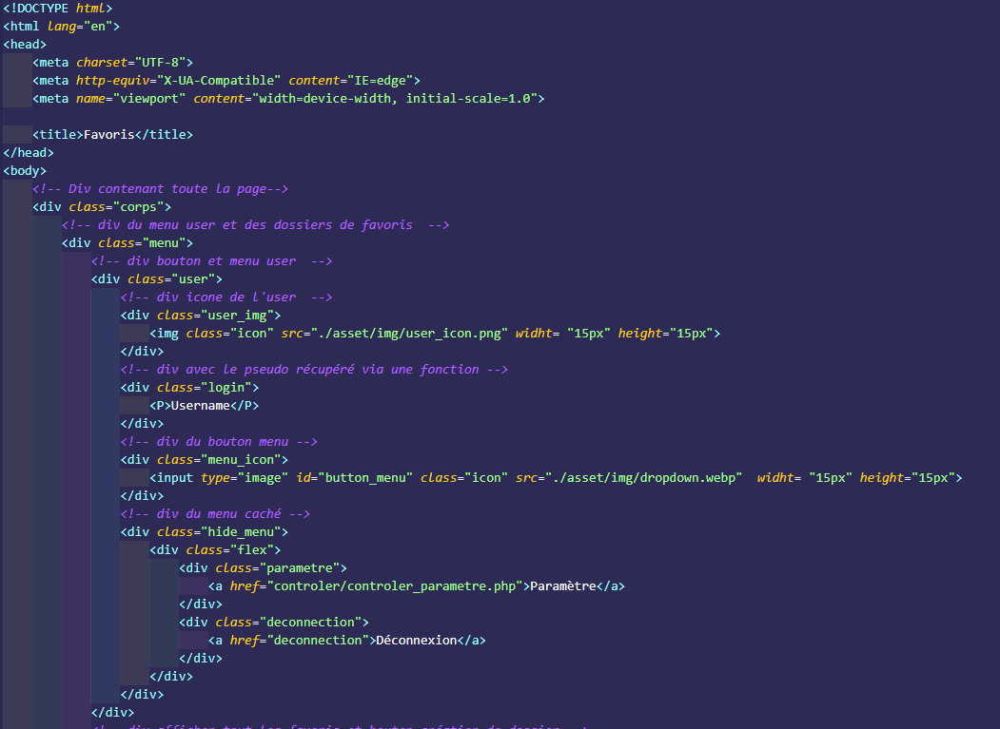 <!DOCTYPE html>
<html lang="en">
<head>
    <meta charset="UTF-8">
    <meta http-equiv="X-UA-Compatible" content="IE=edge">
    <meta name="viewport" content="width=device-width, initial-scale=1.0">

    <title>Favoris</title>
</head>
<body>
    <!-- Div contenant toute la page-->
    <div class="corps">
        <!-- div du menu user et des dossiers de favoris  -->
        <div class="menu">
            <!-- div bouton et menu user  -->
            <div class="user">
                <!-- div icone de l'user  -->
                <div class="user_img">
                    <img class="icon" src="./asset/img/user_icon.png" widht= "15px" height="15px">
                </div>
                <!-- div avec le pseudo récupéré via une fonction -->
                <div class="login">
                    <P>Username</P>
                </div>
                <!-- div du bouton menu -->
                <div class="menu_icon">
                    <input type="image" id="button_menu" class="icon" src="./asset/img/dropdown.webp"  widht= "15px" height="15px">
                </div>
                <!-- div du menu caché -->
                <div class="hide_menu">
                    <div class="flex">
                        <div class="parametre">
                            <a href="controler/controler_parametre.php">Paramètre</a>
                        </div>
                        <div class="deconnection">
                            <a href="deconnection">Déconnexion</a>
                        </div>
                    </div>
                </div>
            </div>